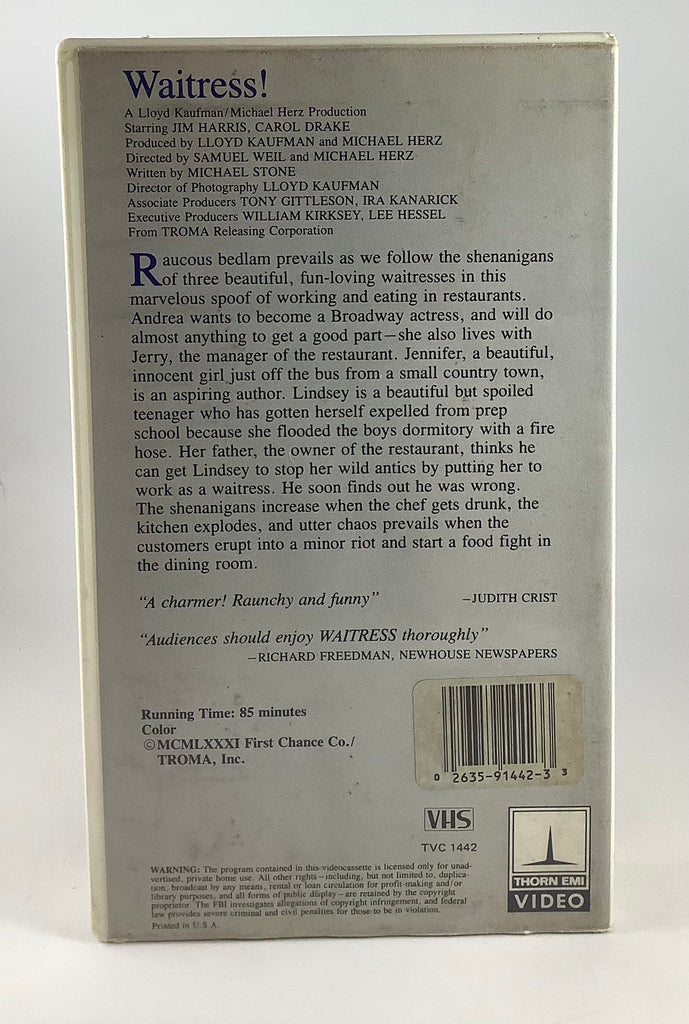 Waitress!
A Lloyd Kaufman/Michael Herz Production
Starring JIM HARRIS, CAROL DRAKE
Produced by LLOYD KAUFMAN and MICHAEL HERZ
Directed by SAMUEL WEIL and MICHAEL HERZ
Written by MICHAEL STONE
Director of Photography LLOYD KAUFMAN
Associate Producers TONY GITTLESON, IRA KANARICK
Executive Producers WILLIAM KIRKSEY, LEE HESSEL
From TROMA Releasing Corporation
Raucous bedlam prevails as we follow the shenanigans
of three beautiful, fun-loving waitresses in this
marvelous spoof of working and eating in restaurants.
Andrea wants to become a Broadway actress, and will do
almost anything to get a good part—she also lives with
Jerry, the manager of the restaurant. Jennifer, a beautiful,
innocent girl just off the bus from a small country town,
is an aspiring author. Lindsey is a beautiful but spoiled
teenager who has gotten herself expelled from prep
school because she flooded the boys dormitory with a fire
hose. Her father, the owner of the restaurant, thinks he
can get Lindsey to stop her wild antics by putting her to
work as a waitress. He soon finds out he was wrong.
The shenanigans increase when the chef gets drunk, the
kitchen explodes, and utter chaos prevails when the
customers erupt into a minor riot and start a food fight in
the dining room.
"A charmer! Raunchy and funny" —JUDITH CRIST
"Audiences should enjoy WAITRESS thoroughly"
—RICHARD FREEDMAN, NEWHOUSE NEWSPAPERS
Running Time: 85 minutes
Color
©MCMLXXXI First Chance Co./
TROMA, Inc.
0 2635-91442-3 3
VHS
TVC 1442
THORN EMI
VIDEO
WARNING: The program contained in this videocassette is licensed only for unad-
vertised, private home use. All other rights—including, but not limited to, duplica-
tion, broadcast by any means, rental or loan circulation for profit-making and/or
library purposes, and all forms of public display—are retained by the copyright
proprietor. The FBI investigates allegations of copyright infringement, and federal
law provides severe criminal and civil penalties for those to be in violation.
Printed in U.S.A.